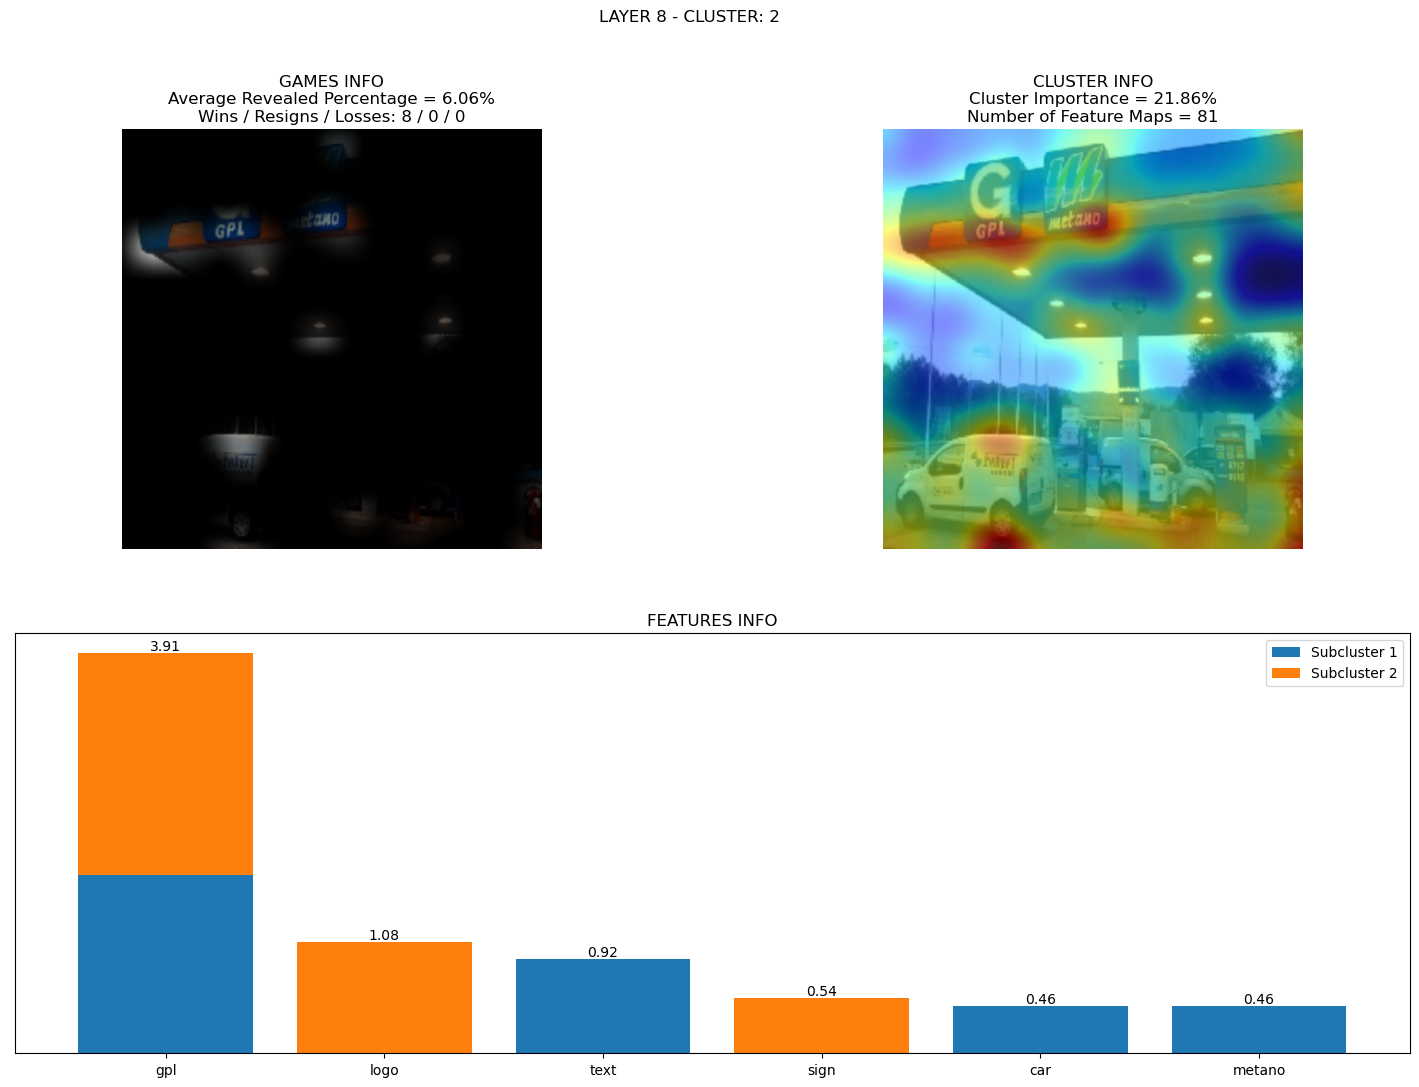 LAYER 8 - CLUSTER: 2
GAMES INFO
Average Revealed Percentage = 6.06%
Wins / Resigns / Losses: 8 / 0 / 0
GPL
metano
CLUSTER INFO
Cluster Importance = 21.86%
Number of Feature Maps = 81
G
GPL
metano
FEATURES INFO
Subcluster 1
Subcluster 2
3.91
1.08
0.92
0.54
0.46
0.46
gpl
logo
text
sign
car
metano